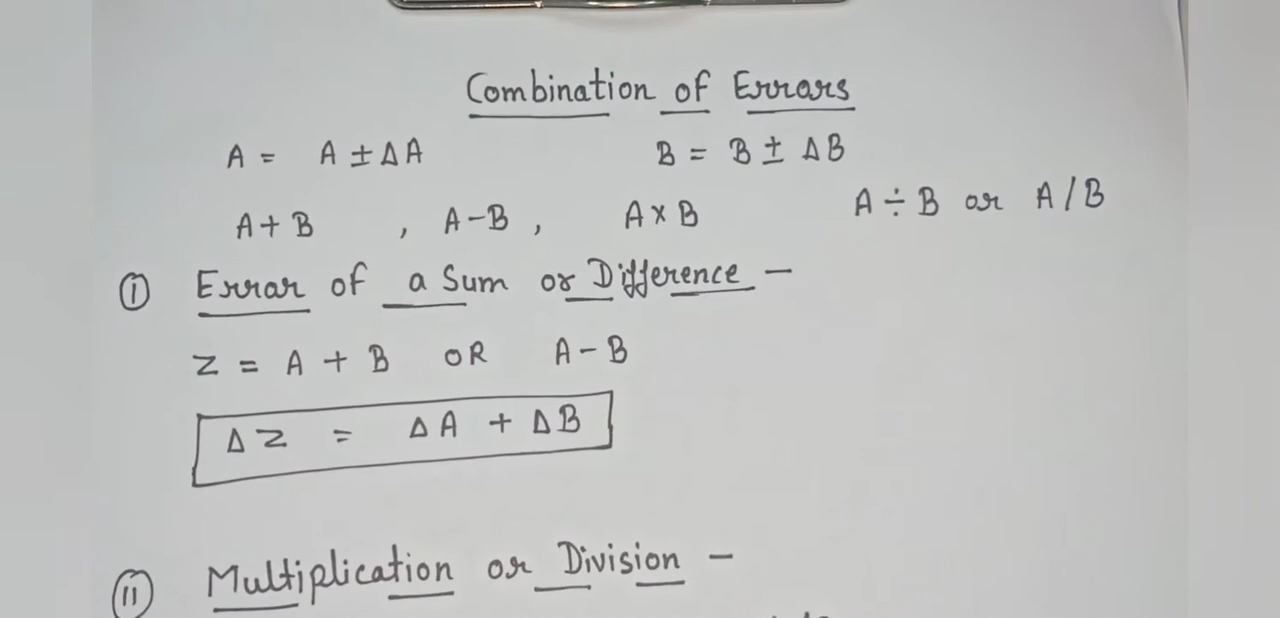 Combination of Errors
A = A ± ΔA B = B ± ΔB
A + B , A - B , A × B A ÷ B or A / B
(i) Error of a Sum or Difference -
Z = A + B OR A - B
ΔZ = ΔA + ΔB
(ii) Multiplication or Division -